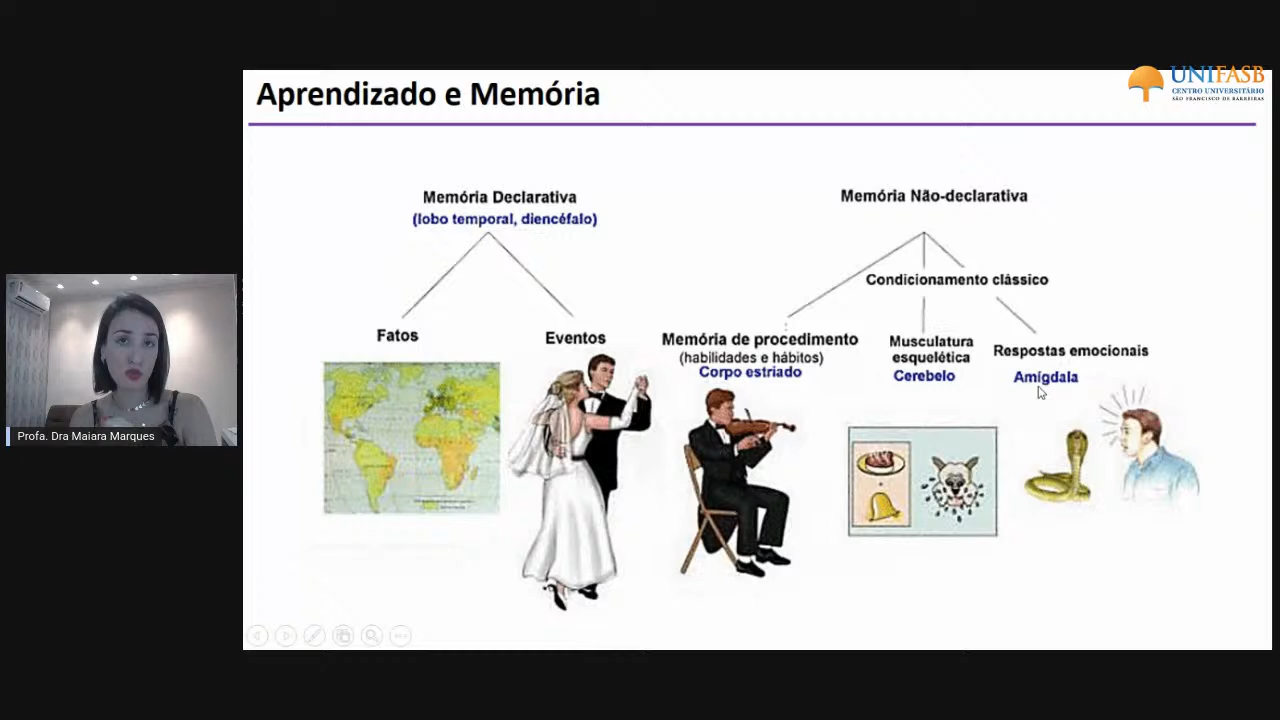 Aprendizado e Memória
UNIFASB
CENTRO UNIVERSITÁRIO
SÃO FRANCISCO DE BARREIRAS
Memória Declarativa
(lobo temporal, diencéfalo)
Fatos
Eventos
Memória Não-declarativa
Condicionamento clássico
Memória de procedimento
(habilidades e hábitos)
Corpo estriado
Musculatura
esquelética
Cerebelo
Respostas emocionais
Amígdala
Profa. Dra Maiara Marques